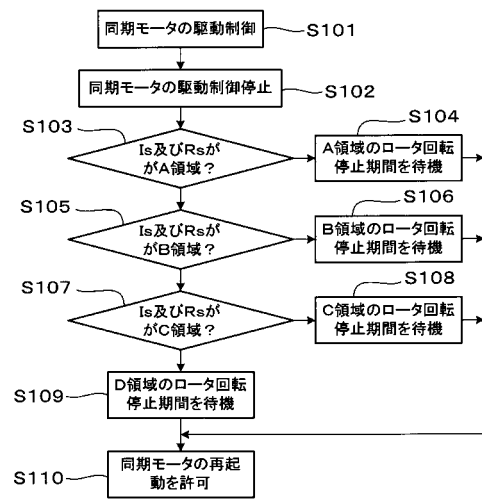 同期モータの駆動制御
S101
同期モータの駆動制御停止
S102
S103
Is及びRsが
がA領域？
S104
A領域のロータ回転
停止期間を待機
S105
Is及びRsが
がB領域？
S106
B領域のロータ回転
停止期間を待機
S107
Is及びRsが
がC領域？
S108
C領域のロータ回転
停止期間を待機
S109
D領域のロータ回転
停止期間を待機
S110
同期モータの再起
動を許可